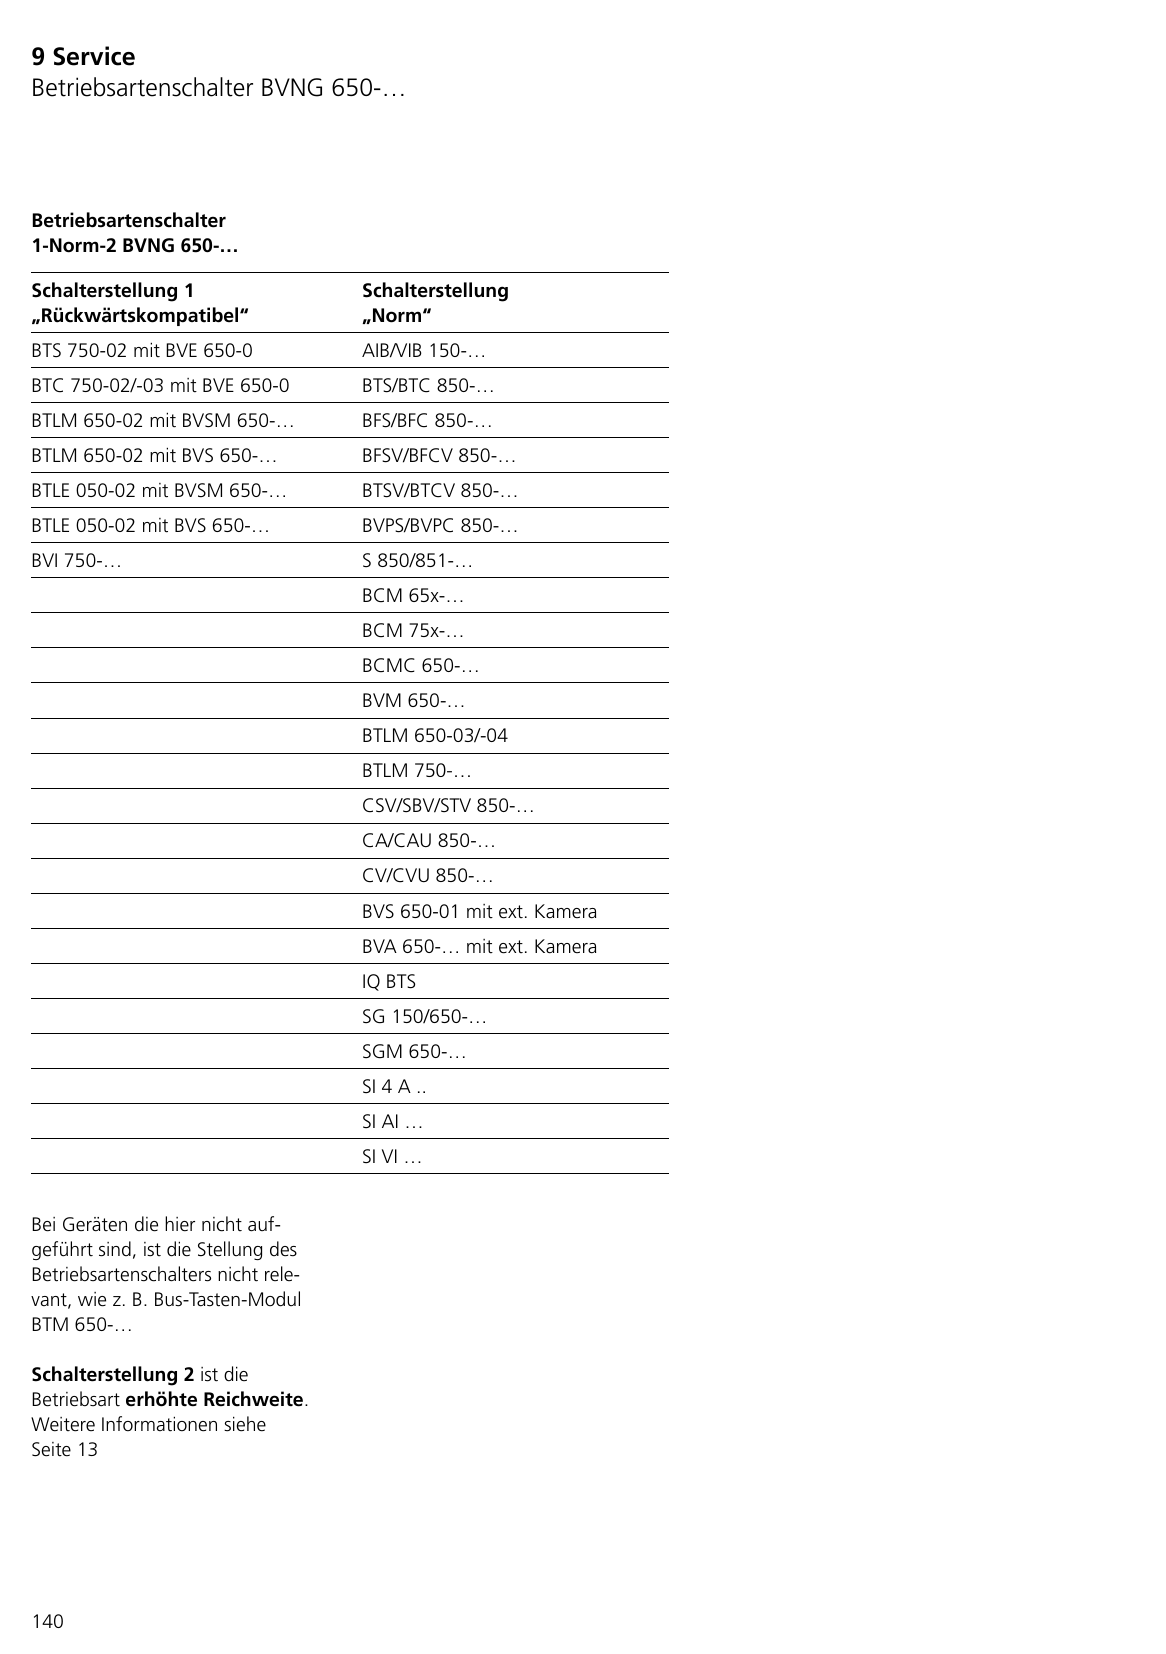 9 Service
Betriebsartenschalter BVNG 650-…
Betriebsartenschalter
1-Norm-2 BVNG 650-…
Schalterstellung 1 Schalterstellung
„Rückwärtskompatibel“ „Norm“
BTS 750-02 mit BVE 650-0 AIB/VIB 150-…
BTC 750-02/-03 mit BVE 650-0 BTS/BTC 850-…
BTLM 650-02 mit BVSM 650-… BFS/BFC 850-…
BTLM 650-02 mit BVS 650-… BFSV/BFCV 850-…
BTLE 050-02 mit BVSM 650-… BTSV/BTCV 850-…
BTLE 050-02 mit BVS 650-… BVPS/BVPC 850-…
BVI 750-… S 850/851-…
BCM 65x-…
BCM 75x-…
BCMC 650-…
BVM 650-…
BTLM 650-03/-04
BTLM 750-…
CSV/SBV/STV 850-…
CA/CAU 850-…
CV/CVU 850-…
BVS 650-01 mit ext. Kamera
BVA 650-… mit ext. Kamera
IQ BTS
SG 150/650-…
SGM 650-…
SI 4 A ..
SI AI …
SI VI …
Bei Geräten die hier nicht auf-
geführt sind, ist die Stellung des
Betriebsartenschalters nicht rele-
vant, wie z. B. Bus-Tasten-Modul
BTM 650-…
Schalterstellung 2 ist die
Betriebsart erhöhte Reichweite.
Weitere Informationen siehe
Seite 13
140